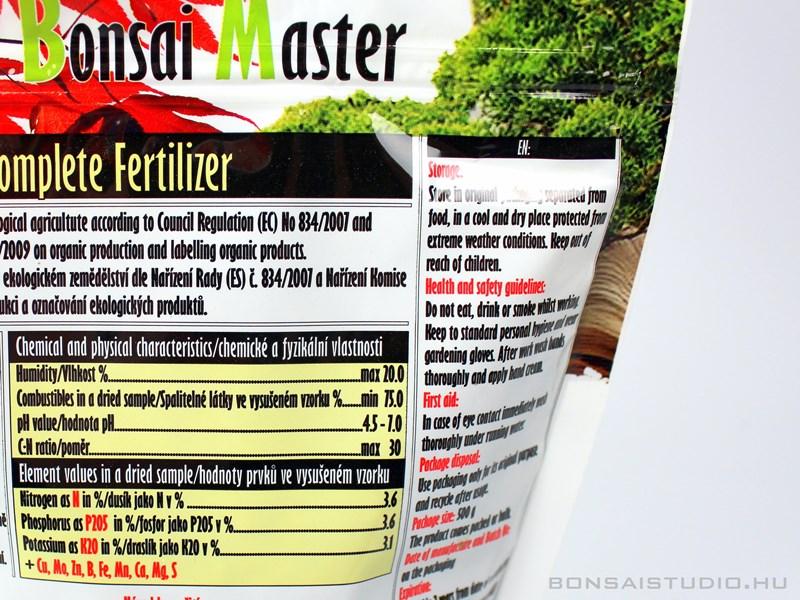 Bonsai Master
omplete Fertilizer
ogical agritulture according to Council Regulation (EC) No 834/2007 and
/2009 on organic production and labelling organic products.
ekologickém zemědělství dle Nařízení Rady (ES) č. 834/2007 a Nařízení Komise
ukci a označování ekologických produktů.
Chemical and physical characteristics/chemické a fyzikální vlastnosti
Humidity/Vlhkost %.....max 20.0
Combustibles in a dried sample/Spalitelné látky ve vysušeném vzorku %.....min 75.0
pH value/hodnota pH.....4.5 - 7.0
C-N ratio/poměr.....max 30
Element values in a dried sample/hodnoty prvků ve vysušeném vzorku
Nitrogen as N in %/dusík jako N v %.....3.6
Phosphorus as P205 in %/fosfor jako P205 v %.....3.6
Potassium as K20 in %/draslík jako K20 v %.....3.1
+ Cu, Mo, Zn, B, Fe, Mn, Ca, Mg, S
EN:
Storage.
Store in original packaging separated from
food, in a cool and dry place protected from
extreme weather conditions. Keep out of
reach of children.
Health and safety guidelines:
Do not eat, drink or smoke whilst working.
Keep to standard personal hygiene and wear
gardening gloves. After work wash hands
thoroughly and apply hand cream.
First aid:
In case of eye contact immediately wash
thoroughly under running water.
Package disposal:
Use packaging only for its original purpose
and recycle after usage.
Package size: 500 g
The product comes packed or bulk.
Date of manufacture and Batch No:
on the packaging
Expiration:
BONSAISTUDIO.HU